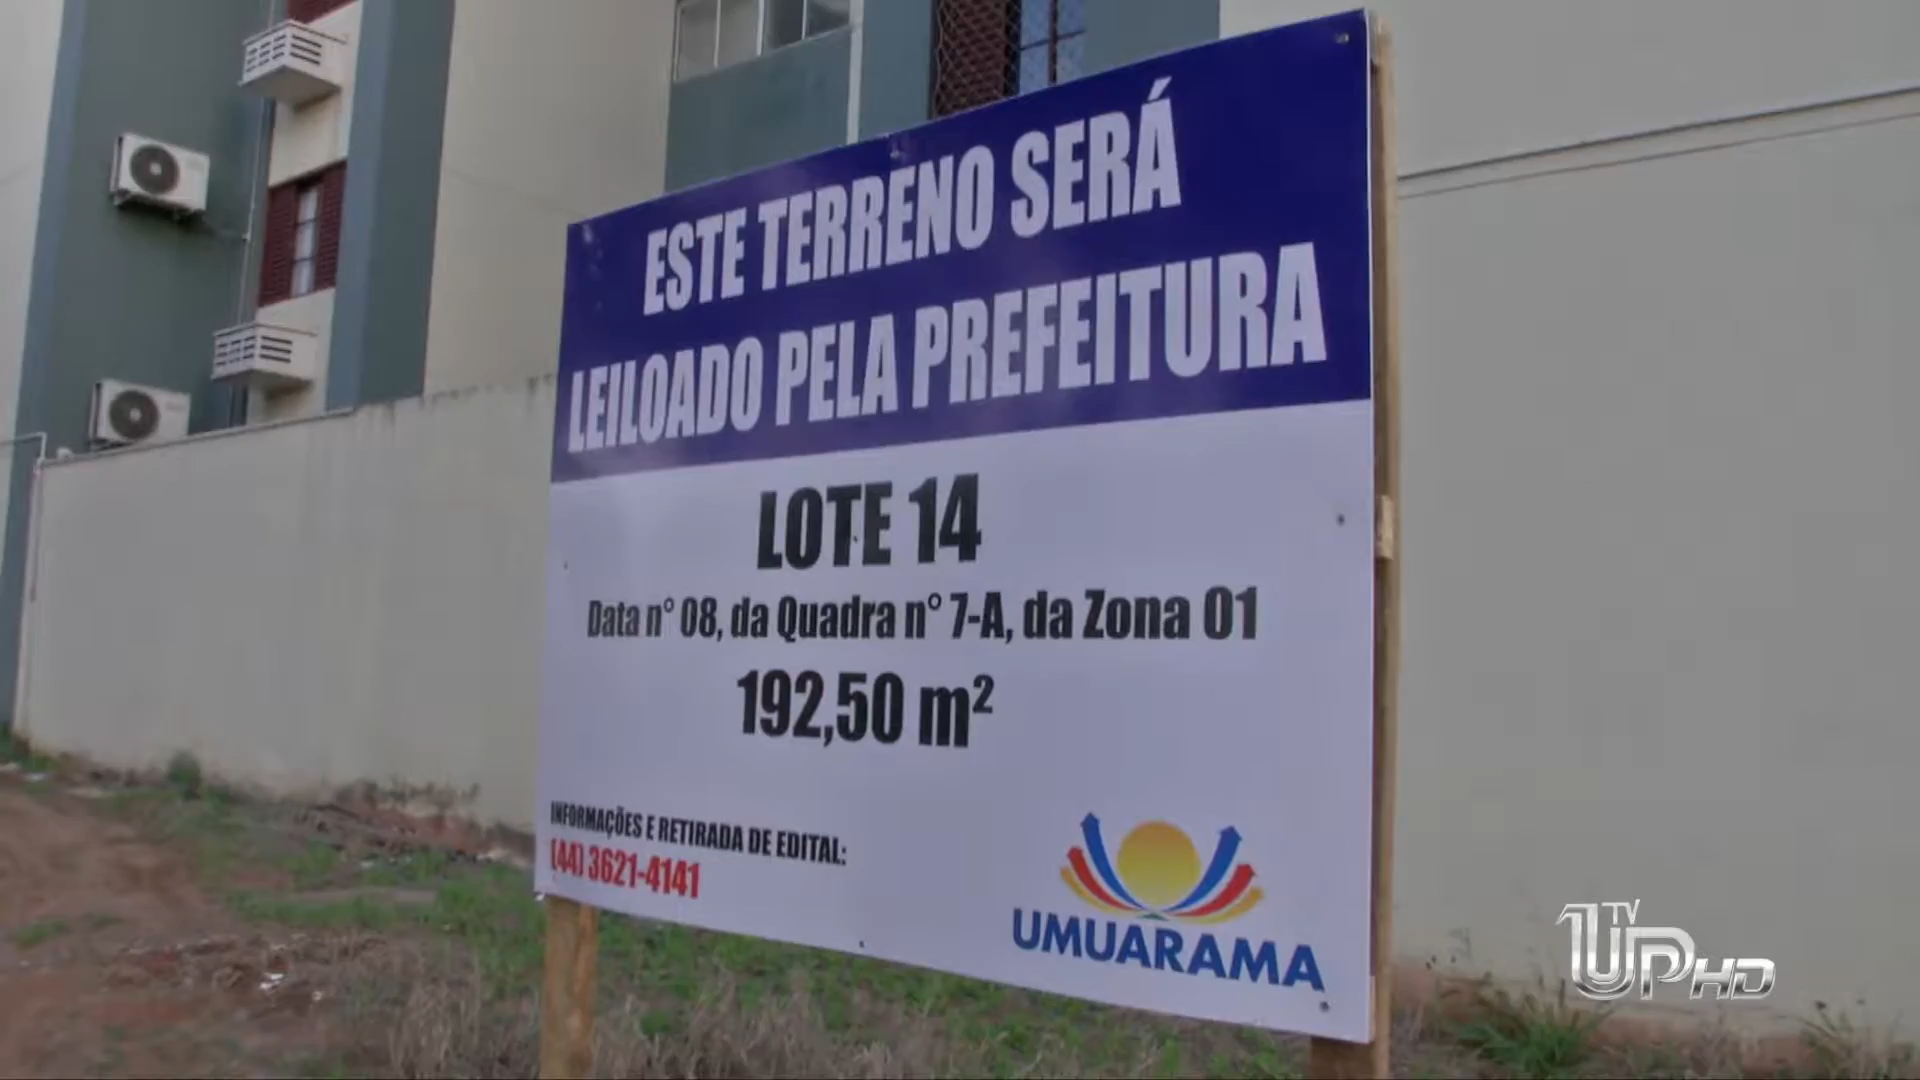 ESTE TERRENO SERÁ
LEILOADO PELA PREFEITURA
LOTE 14
Data n° 08, da Quadra n° 7-A, da Zona 01
192,50 m²
INFORMAÇÕES E RETIRADA DE EDITAL:
(44) 3621-4141
UMUARAMA
TV
UP HD